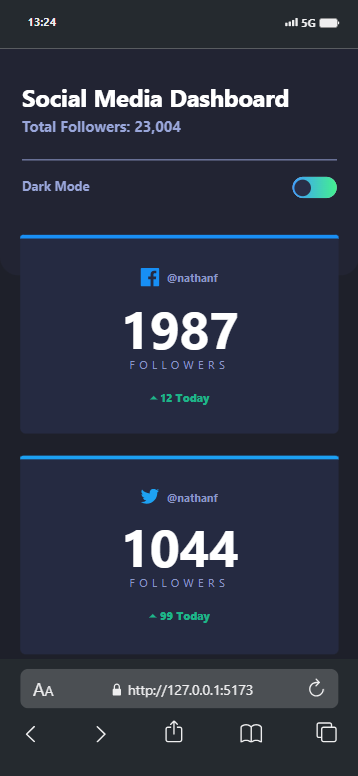 13:24
5G
Social Media Dashboard
Total Followers: 23,004
Dark Mode
@nathanf
1987
FOLLOWERS
12 Today
@nathanf
1044
FOLLOWERS
99 Today
AA
http://127.0.0.1:5173